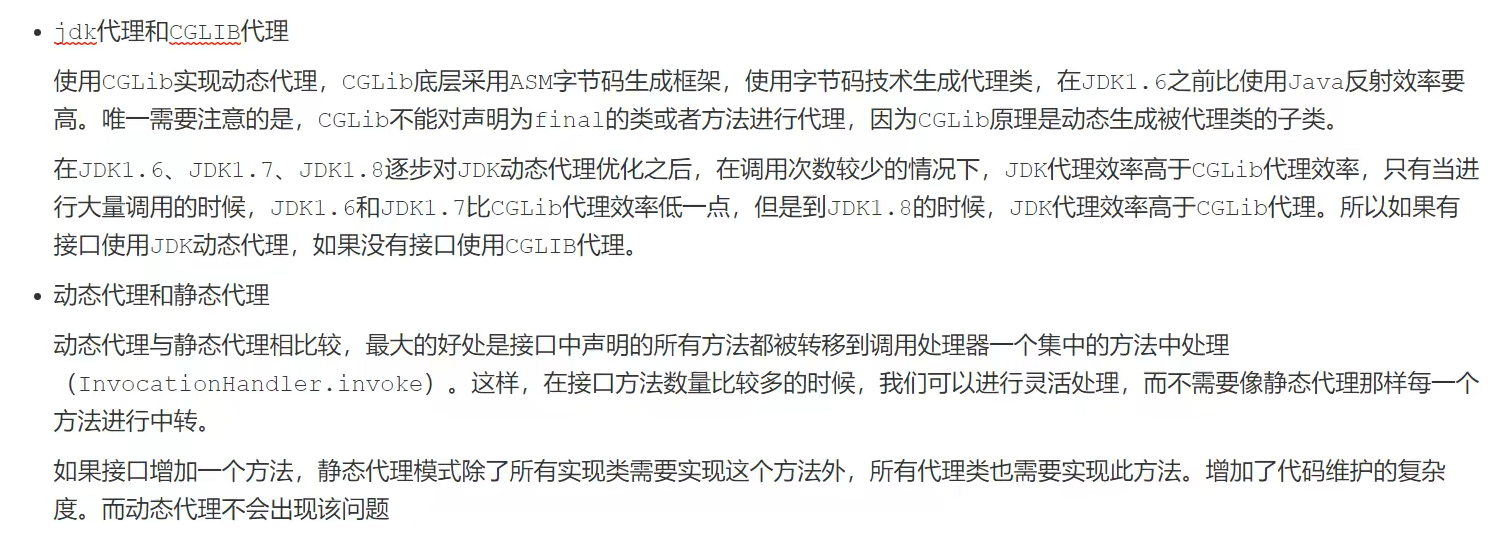 jdk代理和CGLIB代理
使用CGLib实现动态代理，CGLib底层采用ASM字节码生成框架，使用字节码技术生成代理类，在JDK1.6之前比使用Java反射效率要
高。唯一需要注意的是，CGLib不能对声明为final的类或者方法进行代理，因为CGLib原理是动态生成被代理类的子类。
在JDK1.6、JDK1.7、JDK1.8逐步对JDK动态代理优化之后，在调用次数较少的情况下，JDK代理效率高于CGLib代理效率，只有当进
行大量调用的时候，JDK1.6和JDK1.7比CGLib代理效率低一点，但是到JDK1.8的时候，JDK代理效率高于CGLib代理。所以如果有
接口使用JDK动态代理，如果没有接口使用CGLIB代理。
动态代理和静态代理
动态代理与静态代理相比较，最大的好处是接口中声明的所有方法都被转移到调用处理器一个集中的方法中处理
（InvocationHandler.invoke）。这样，在接口方法数量比较多的时候，我们可以进行灵活处理，而不需要像静态代理那样每一个
方法进行中转。
如果接口增加一个方法，静态代理模式除了所有实现类需要实现这个方法外，所有代理类也需要实现此方法。增加了代码维护的复杂
度。而动态代理不会出现该问题